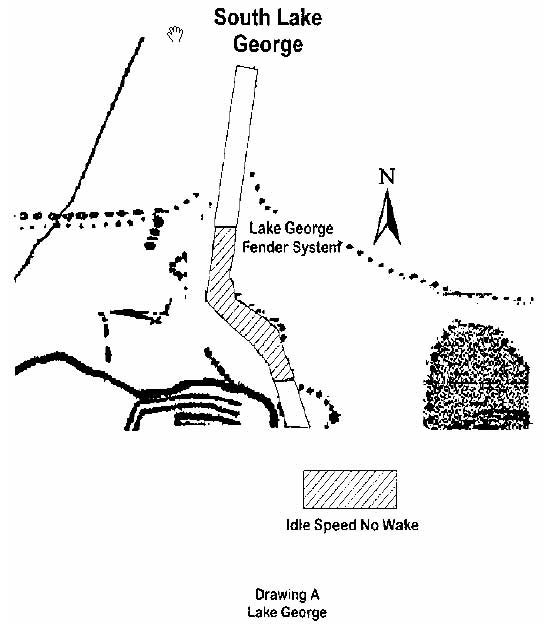 South Lake
George
N
Lake George
Fender System
Idle Speed No Wake
Drawing A
Lake George